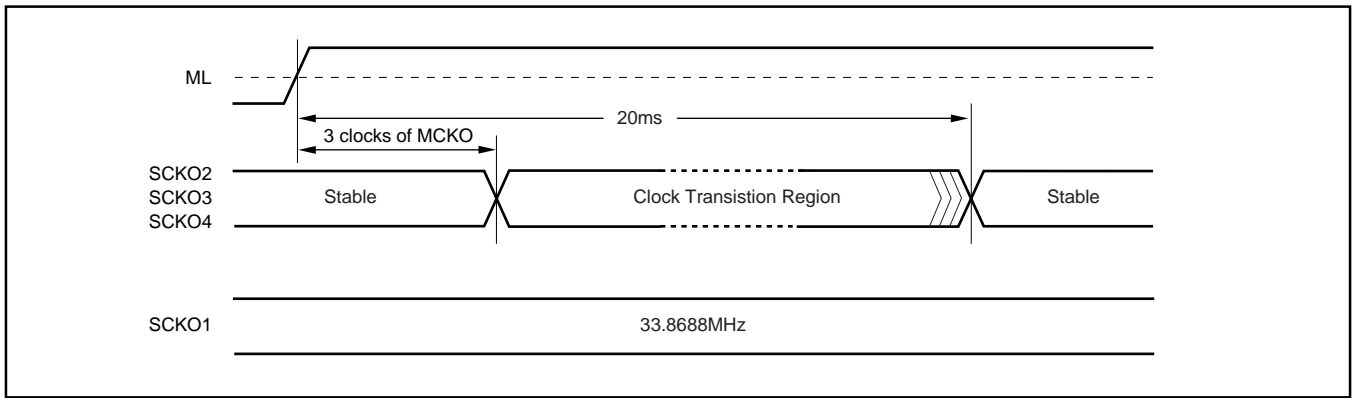 ML
20ms
3 clocks of MCKO
SCKO2
SCKO3
SCKO4
Stable
Clock Transistion Region
Stable
SCKO1
33.8688MHz